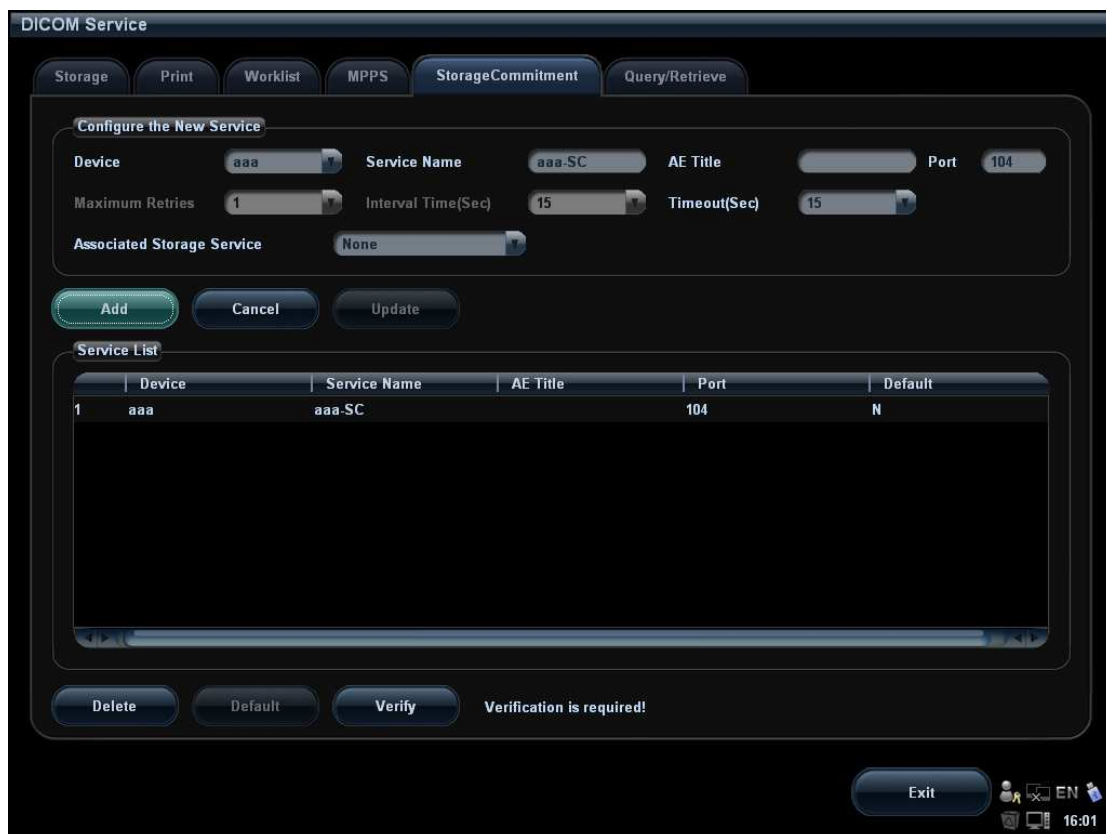 DICOM Service
Storage Print Worklist MPPS StorageCommitment Query/Retrieve
Configure the New Service
Device aaa Service Name aaa-SC AE Title Port 104
Maximum Retries 1 Interval Time(Sec) 15 Timeout(Sec) 15
Associated Storage Service None
Add Cancel Update
Service List
Device Service Name AE Title Port Default
1 aaa aaa-SC 104 N
Delete Default Verify Verification is required!
Exit EN
16:01